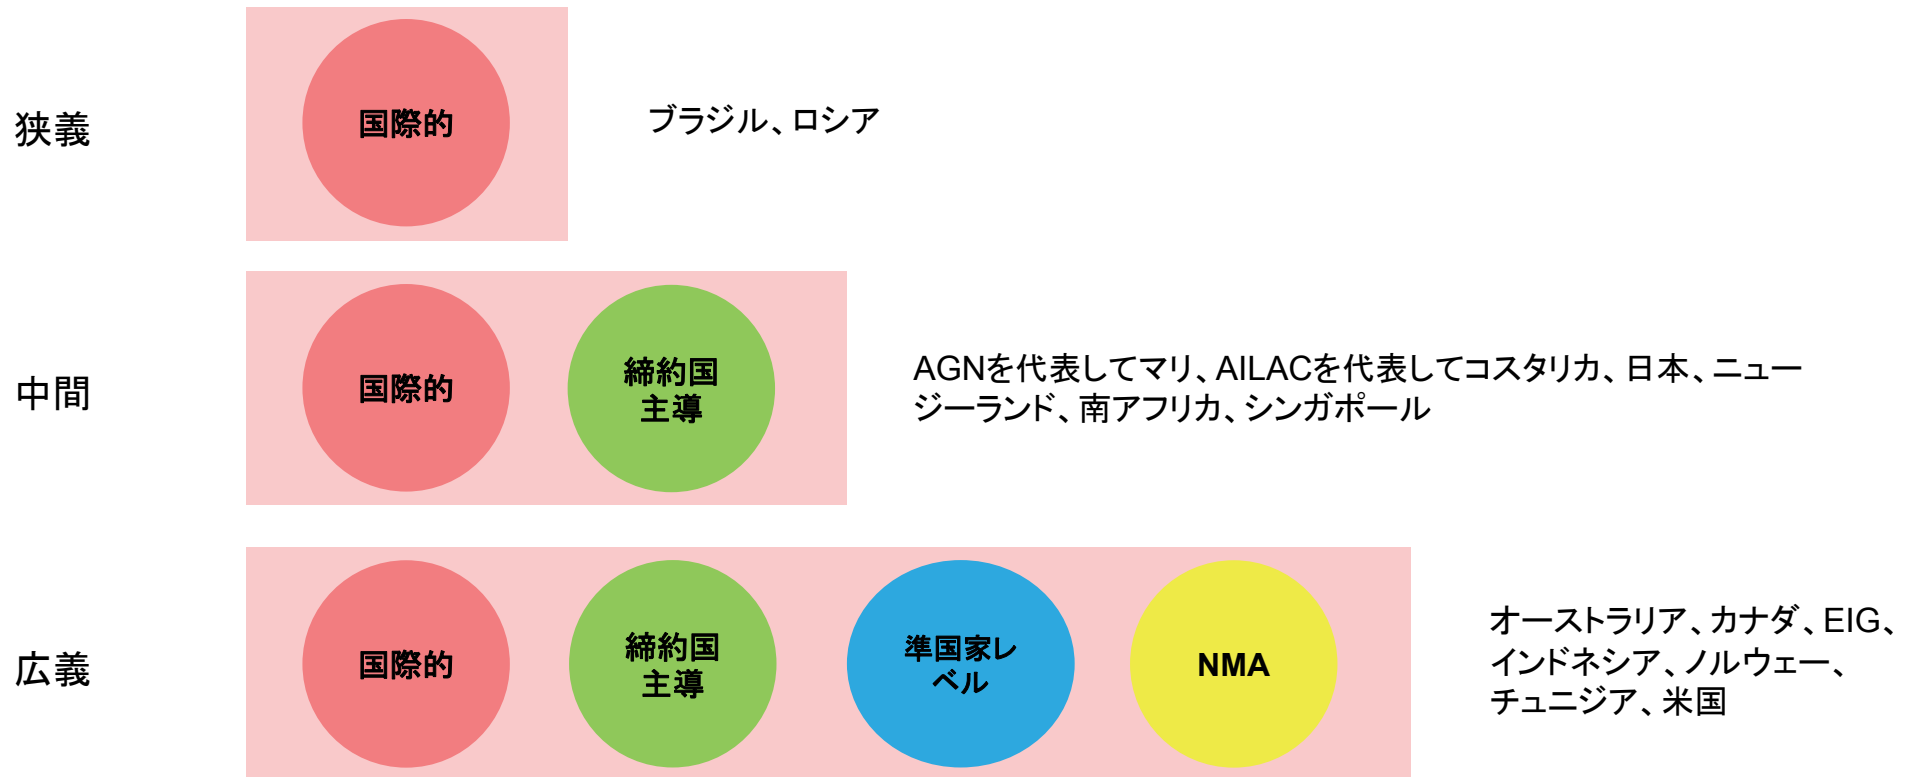 狭義
国際的
ブラジル、ロシア
中間
国際的
締約国
主導
AGNを代表してマリ、AILACを代表してコスタリカ、日本、ニュー
ジーランド、南アフリカ、シンガポール
広義
国際的
締約国
主導
準国家レ
ベル
NMA
オーストラリア、カナダ、EIG、
インドネシア、ノルウェー、
チュニジア、米国